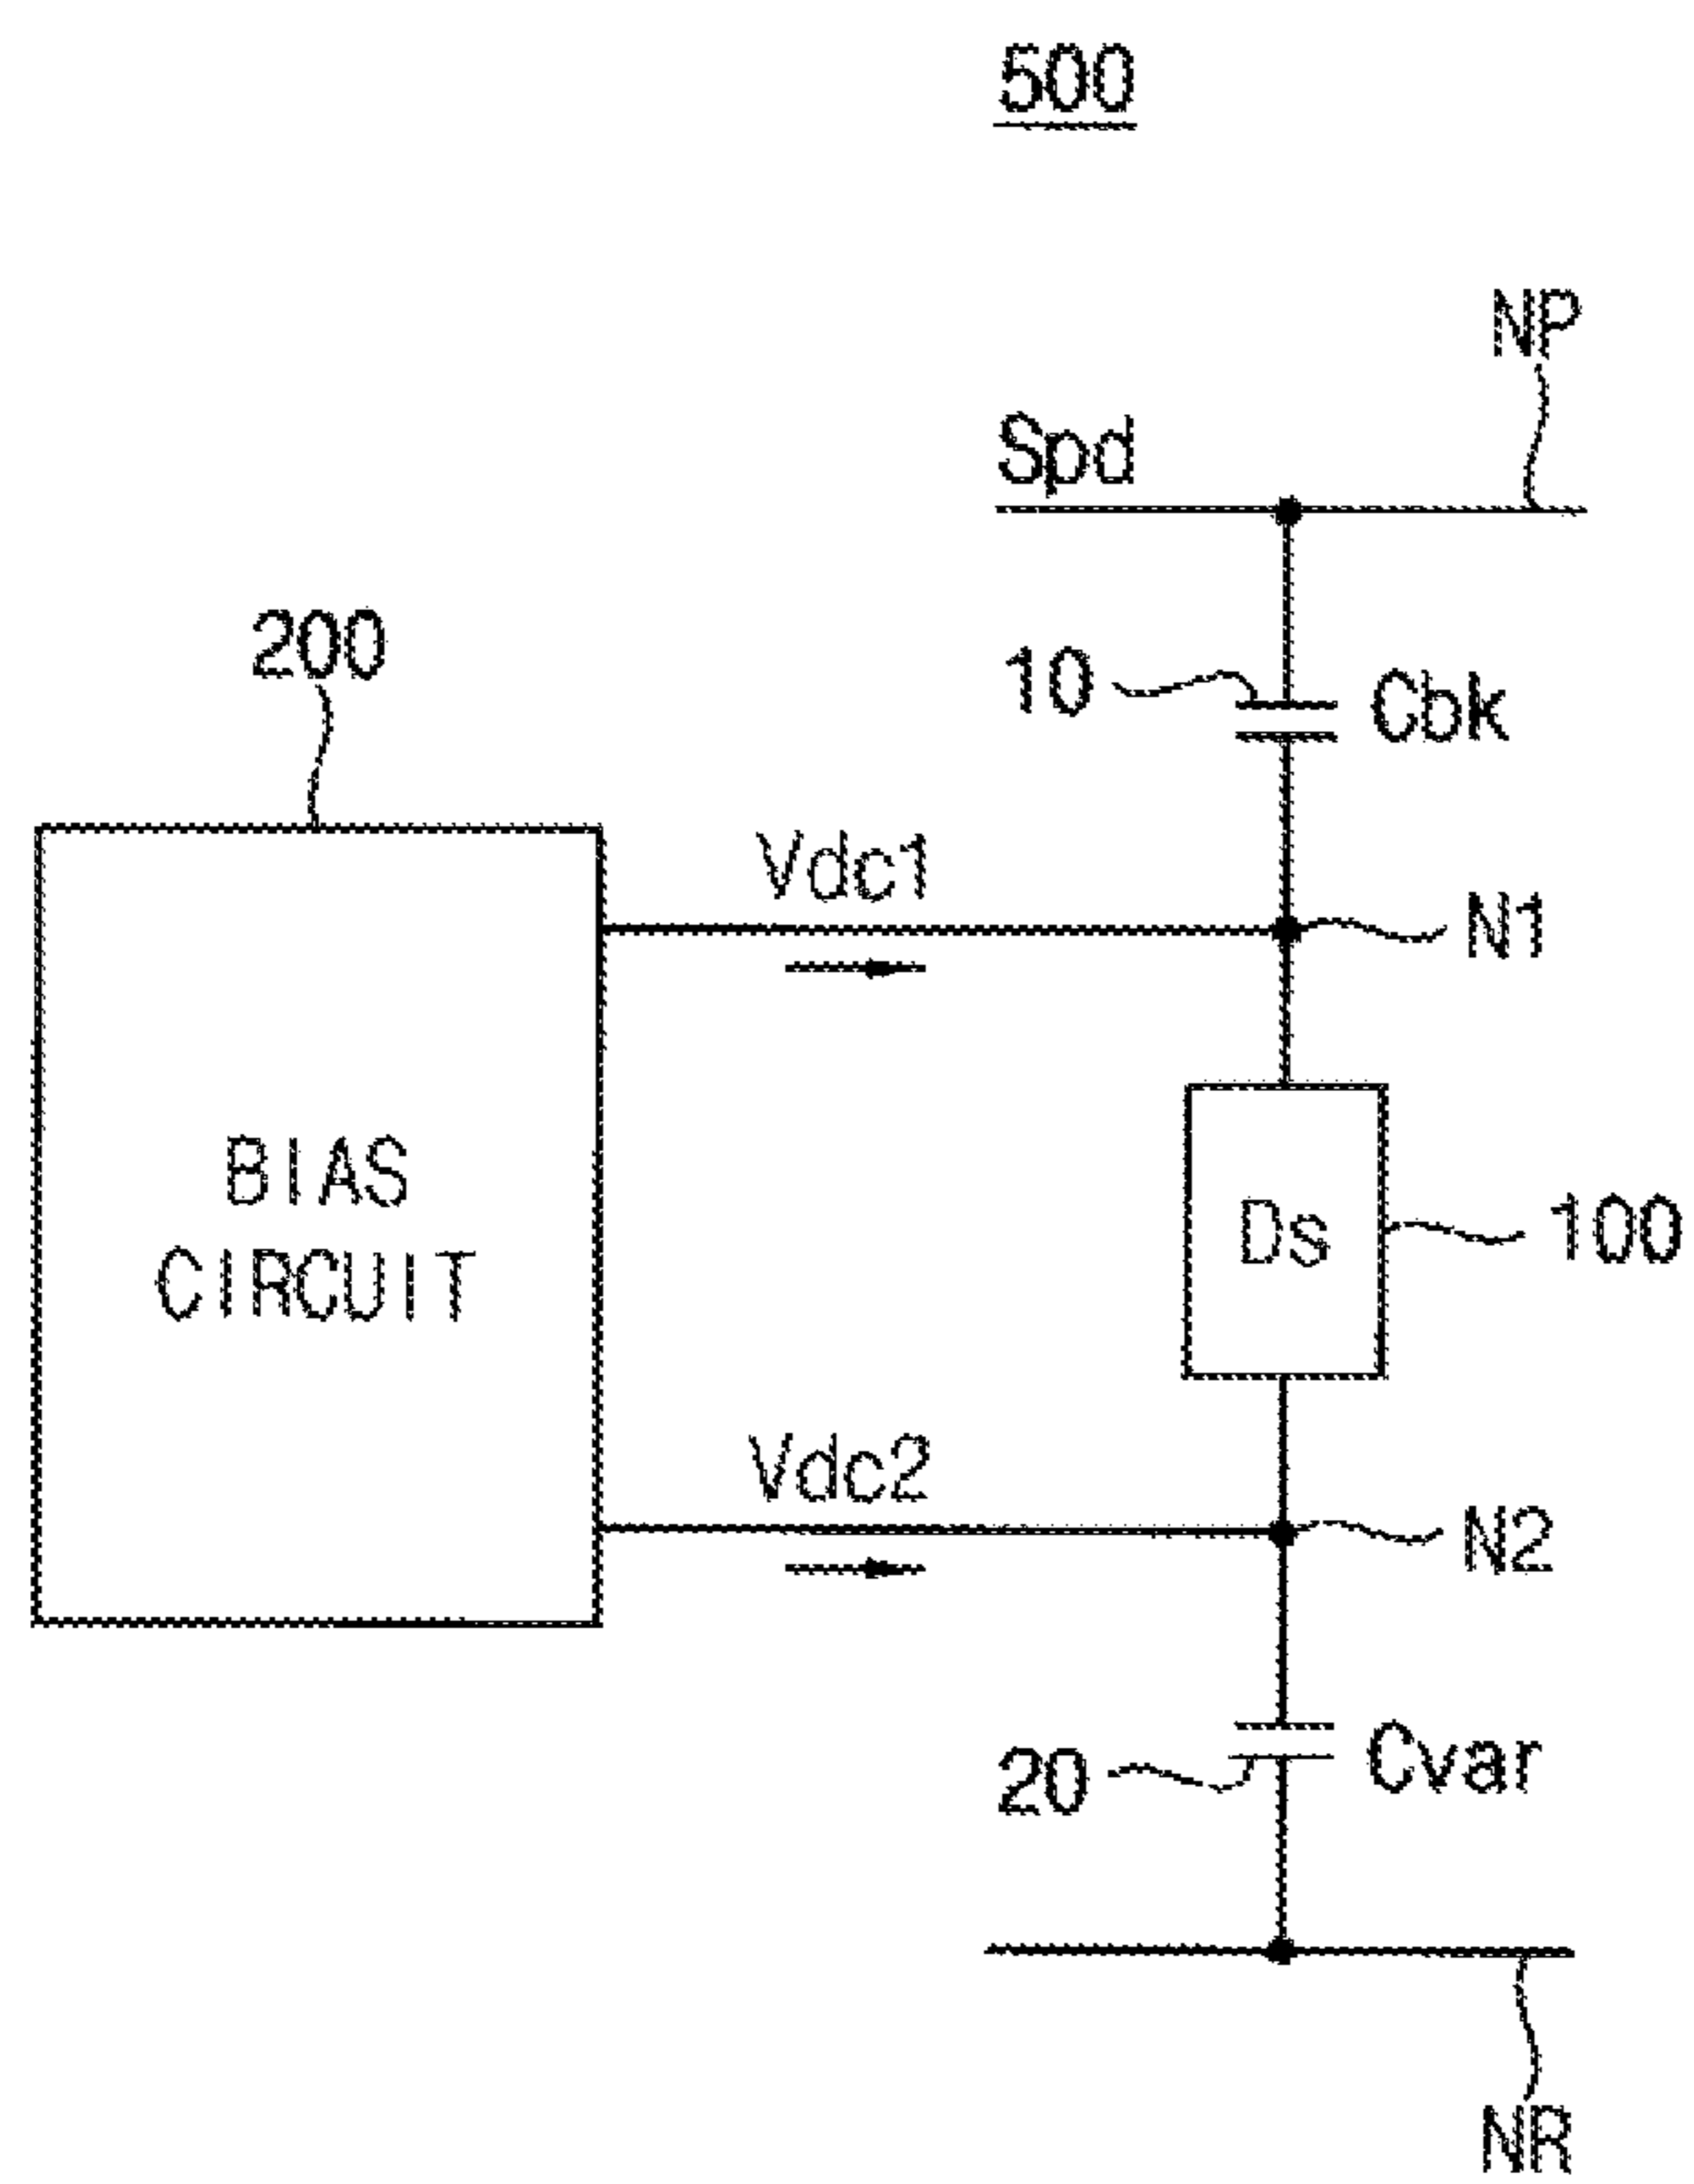 500
NP
Spd
200
10
Cbk
Vdc1
N1
BIAS
CIRCUIT
Ds
100
Vdc2
N2
20
Cvar
NR